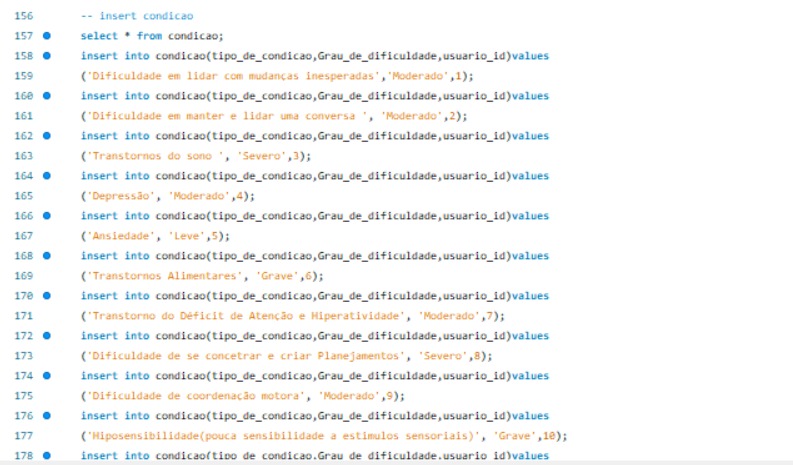 156 -- insert condicao
157 select * from condicao;
158 insert into condicao(tipo_de_condicao,Grau_de_dificuldade,usuario_id)values
159 ('Dificuldade em lidar com mudanças inesperadas','Moderado',1);
160 insert into condicao(tipo_de_condicao,Grau_de_dificuldade,usuario_id)values
161 ('Dificuldade em manter e lidar uma conversa ', 'Moderado',2);
162 insert into condicao(tipo_de_condicao,Grau_de_dificuldade,usuario_id)values
163 ('Transtornos do sono ', 'Severo',3);
164 insert into condicao(tipo_de_condicao,Grau_de_dificuldade,usuario_id)values
165 ('Depressão', 'Moderado',4);
166 insert into condicao(tipo_de_condicao,Grau_de_dificuldade,usuario_id)values
167 ('Ansiedade', 'Leve',5);
168 insert into condicao(tipo_de_condicao,Grau_de_dificuldade,usuario_id)values
169 ('Transtornos Alimentares', 'Grave',6);
170 insert into condicao(tipo_de_condicao,Grau_de_dificuldade,usuario_id)values
171 ('Transtorno do Déficit de Atenção e Hiperatividade', 'Moderado',7);
172 insert into condicao(tipo_de_condicao,Grau_de_dificuldade,usuario_id)values
173 ('Dificuldade de se concetrar e criar Planejamentos', 'Severo',8);
174 insert into condicao(tipo_de_condicao,Grau_de_dificuldade,usuario_id)values
175 ('Dificuldade de coordenação motora', 'Moderado',9);
176 insert into condicao(tipo_de_condicao,Grau_de_dificuldade,usuario_id)values
177 ('Hiposensibilidade(pouca sensibilidade a estimulos sensoriais)', 'Grave',10);
178 insert into condicao(tipo_de_condicao,Grau_de_dificuldade,usuario_id)values